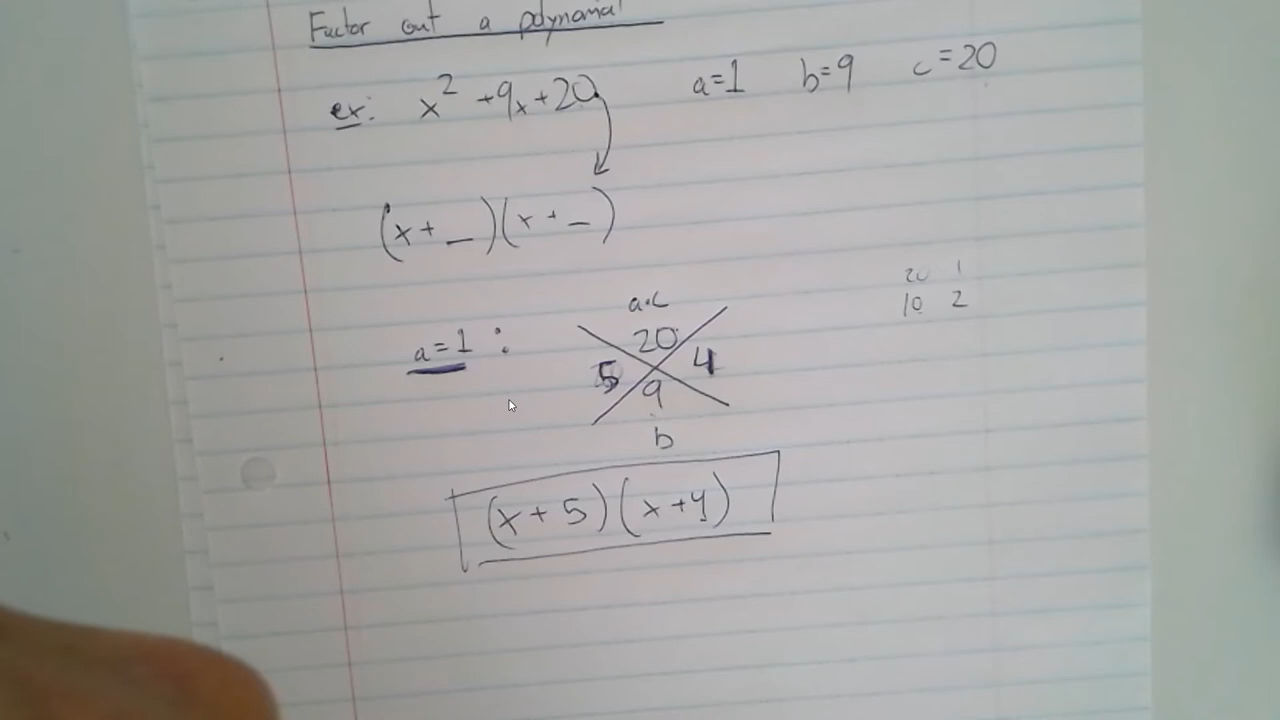 Factor out a polynomial
ex: x² +9x+20 a=1 b=9 c=20
(x + _)(x + _)
20 1
10 2
a·c
a=1 : 20
5 4
9
b
(x + 5)(x+4)